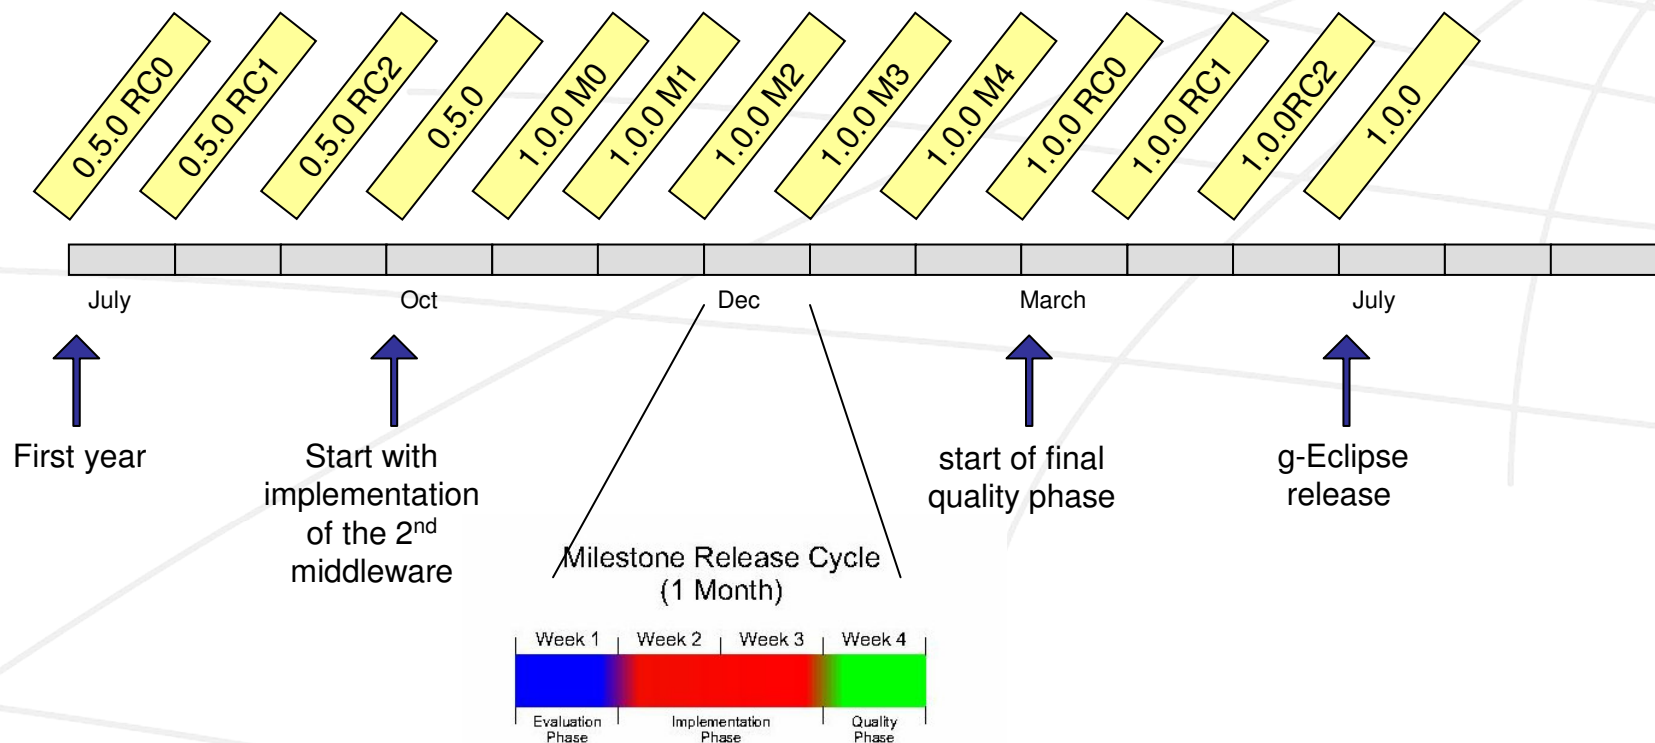 0.5.0 RC0
0.5.0 RC1
0.5.0 RC2
0.5.0
1.0.0 M0
1.0.0 M1
1.0.0 M2
1.0.0 M3
1.0.0 M4
1.0.0 RC0
1.0.0 RC1
1.0.0RC2
1.0.0
July
Oct
Dec
March
July
First year
Start with
implementation
of the 2nd
middleware
start of final
quality phase
g-Eclipse
release
Milestone Release Cycle
(1 Month)
Week 1
Week 2
Week 3
Week 4
Evaluation
Phase
Implementation
Phase
Quality
Phase